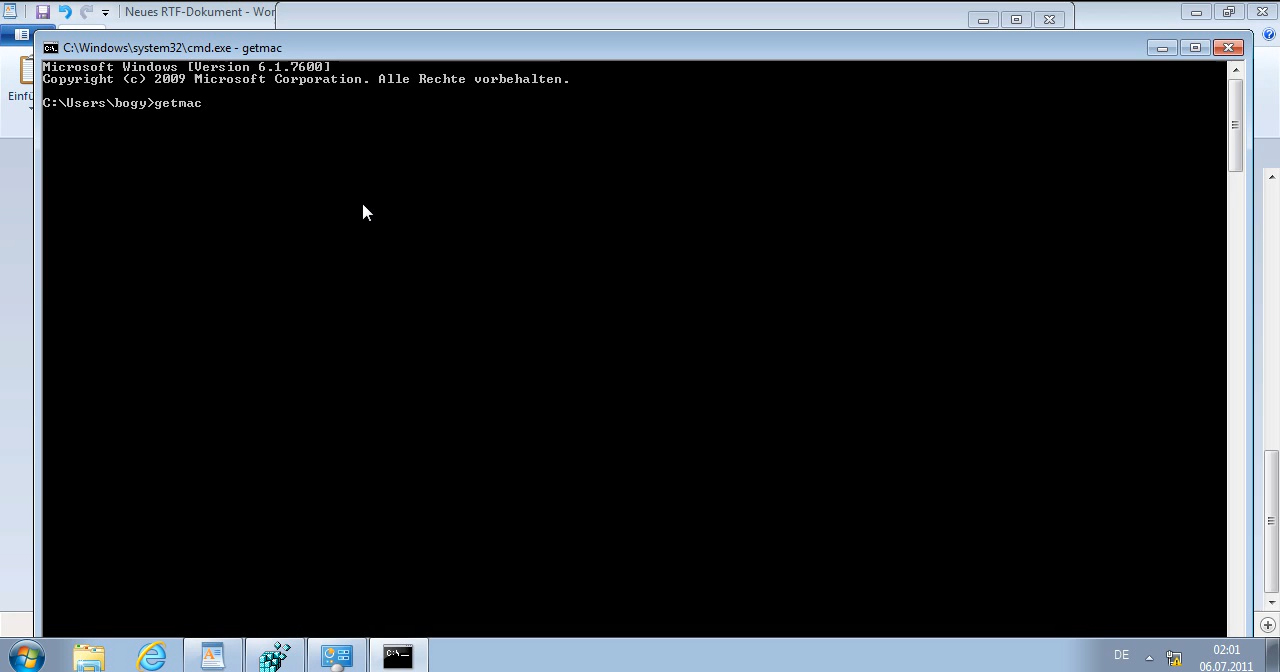 Neues RTF-Dokument - Wor
C:\Windows\system32\cmd.exe - getmac
Microsoft Windows [Version 6.1.7600]
Copyright (c) 2009 Microsoft Corporation. Alle Rechte vorbehalten.
Einfü
C:\Users\bogy>getmac
C:\
DE
02:01
06.07.2011